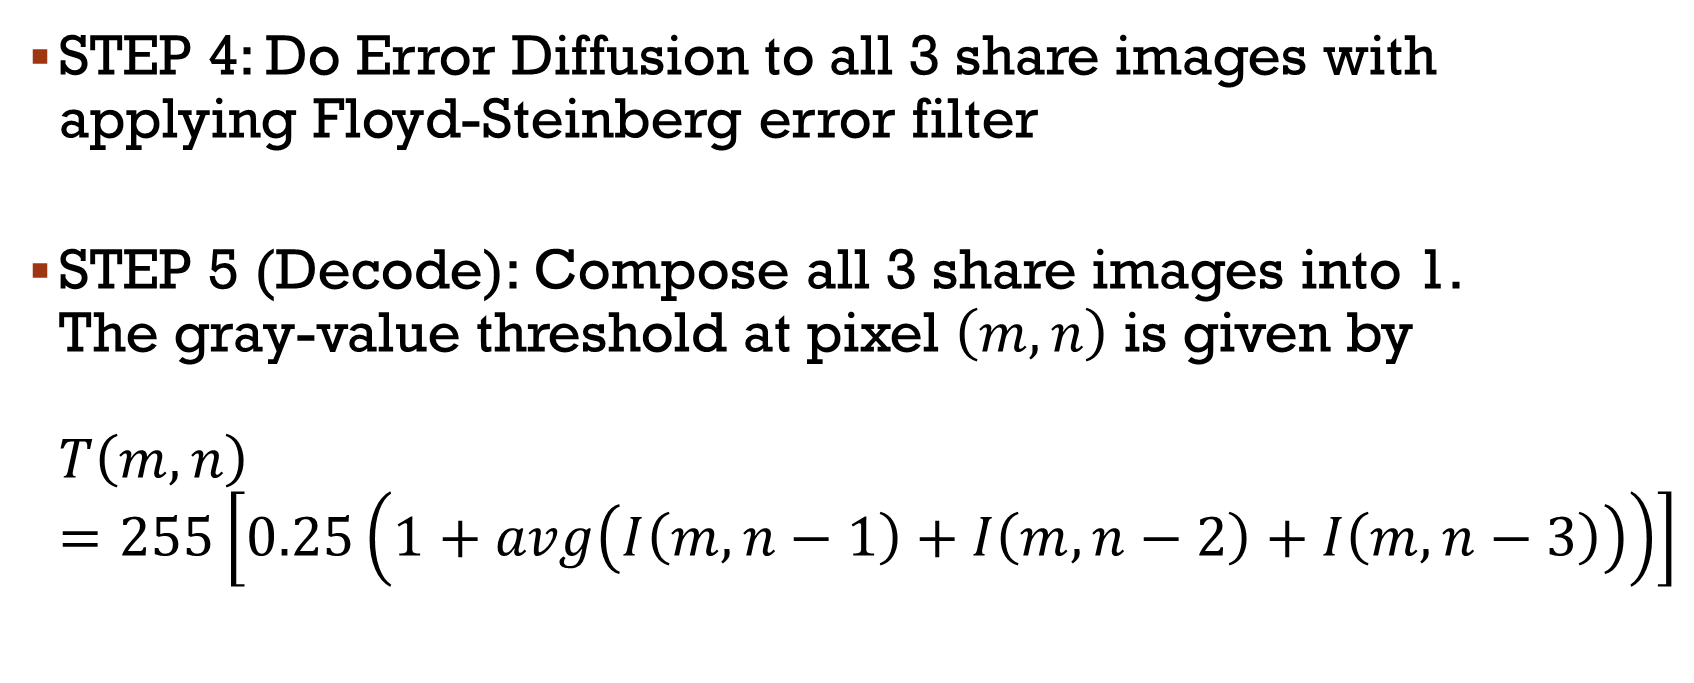 ▪STEP 4: Do Error Diffusion to all 3 share images with
applying Floyd-Steinberg error filter
▪STEP 5 (Decode): Compose all 3 share images into 1.
The gray-value threshold at pixel (m, n) is given by
T(m, n)
= 255 [0.25 (1 + avg(I(m, n − 1) + I(m, n − 2) + I(m, n − 3)))]